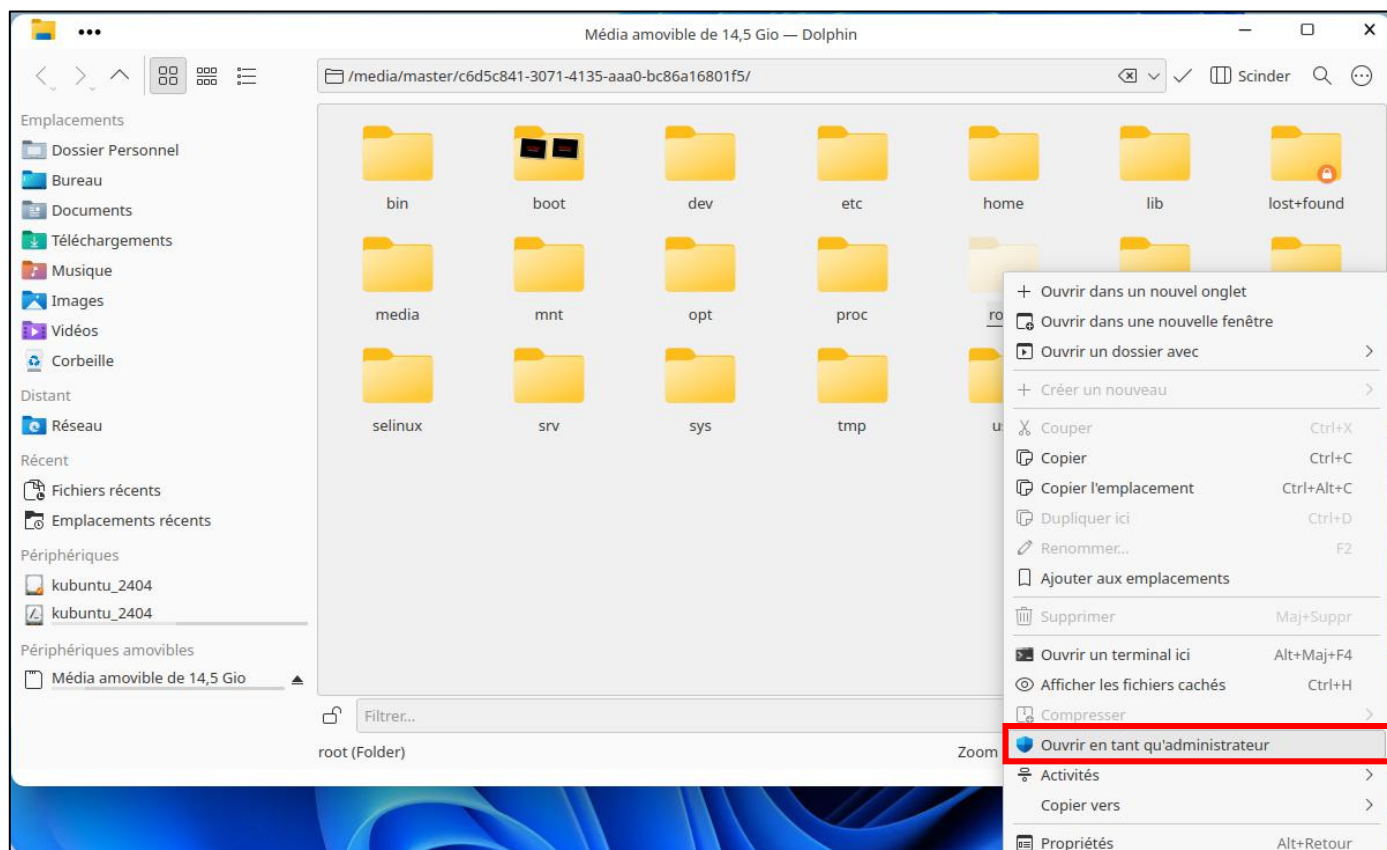 Média amovible de 14,5 Gio — Dolphin
/media/master/c6d5c841-3071-4135-aaa0-bc86a16801f5/
Scinder
Emplacements
Dossier Personnel
Bureau
Documents
Téléchargements
Musique
Images
Vidéos
Corbeille
Distant
Réseau
Récent
Fichiers récents
Emplacements récents
Périphériques
kubuntu_2404
kubuntu_2404
Périphériques amovibles
Média amovible de 14,5 Gio
bin boot dev etc home lib lost+found
media mnt opt proc ro
selinux srv sys tmp u
Ouvrir dans un nouvel onglet
Ouvrir dans une nouvelle fenêtre
Ouvrir un dossier avec
Créer un nouveau
Couper Ctrl+X
Copier Ctrl+C
Copier l'emplacement Ctrl+Alt+C
Dupliquer ici Ctrl+D
Renommer... F2
Ajouter aux emplacements
Supprimer Maj+Suppr
Ouvrir un terminal ici Alt+Maj+F4
Afficher les fichiers cachés Ctrl+H
Compresser
Ouvrir en tant qu'administrateur
Activités
Copier vers
Propriétés Alt+Retour
Filtrer...
root (Folder) Zoom